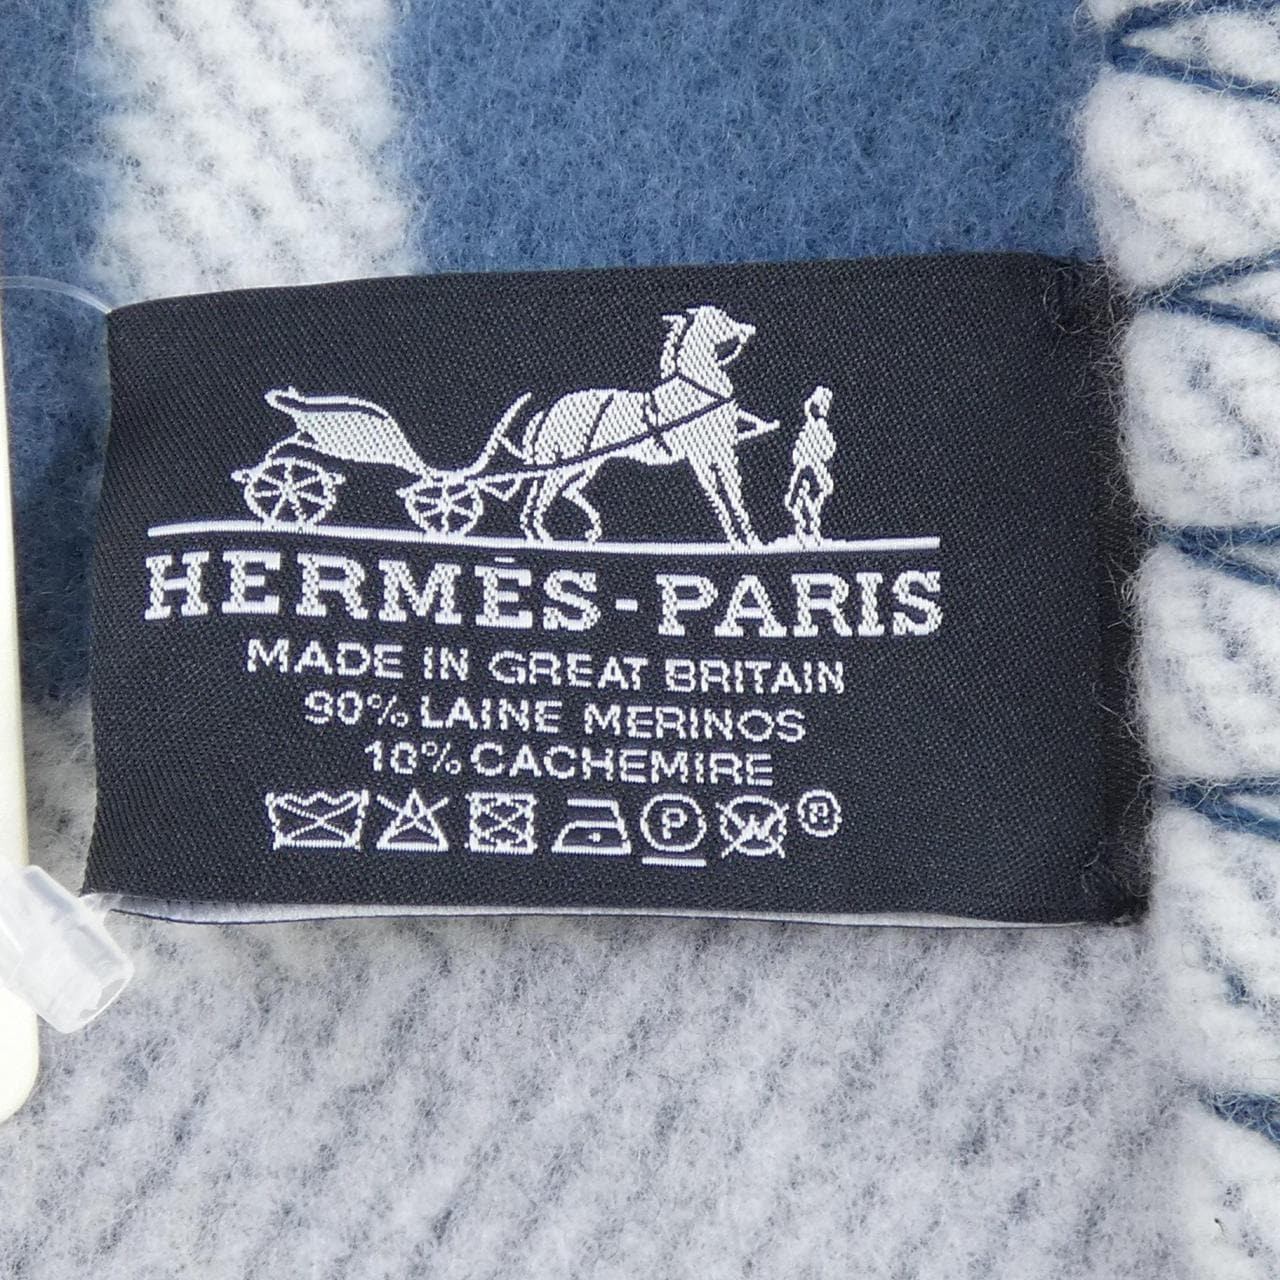 HERMÈS-PARIS
MADE IN GREAT BRITAIN
90% LAINE MERINOS
10% CACHEMIRE
P W ®